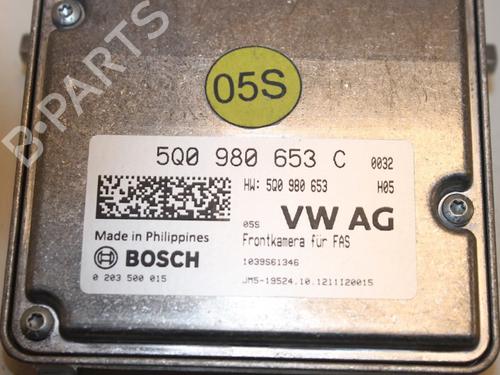 B-PARTS
05S
5Q0 980 653 C 0032
HW: 5Q0 980 653 H05
05S VW AG
Made in Philippines Frontkamera für FAS
BOSCH 1039S61346
0 203 500 015 JM5-19524.10.1211120015